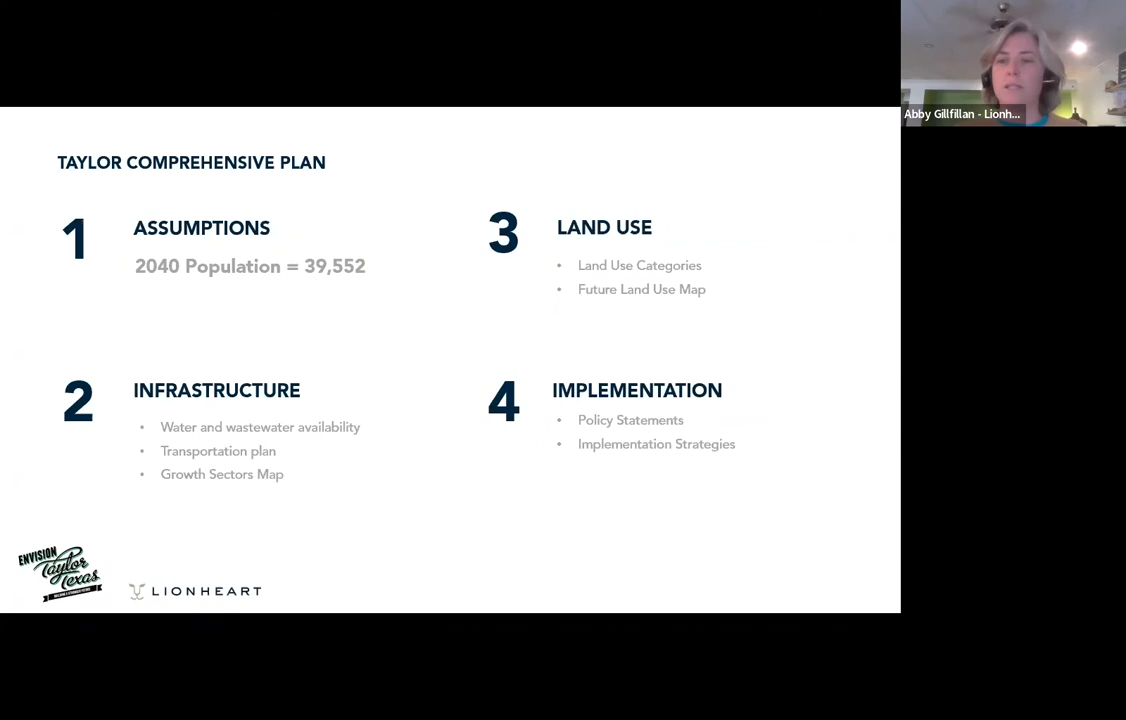 Abby Gillfillan - Lionh...
TAYLOR COMPREHENSIVE PLAN
1
ASSUMPTIONS
2040 Population = 39,552
2
INFRASTRUCTURE
• Water and wastewater availability
• Transportation plan
• Growth Sectors Map
3
LAND USE
• Land Use Categories
• Future Land Use Map
4
IMPLEMENTATION
• Policy Statements
• Implementation Strategies
ENVISION
Taylor
Texas
LIONHEART